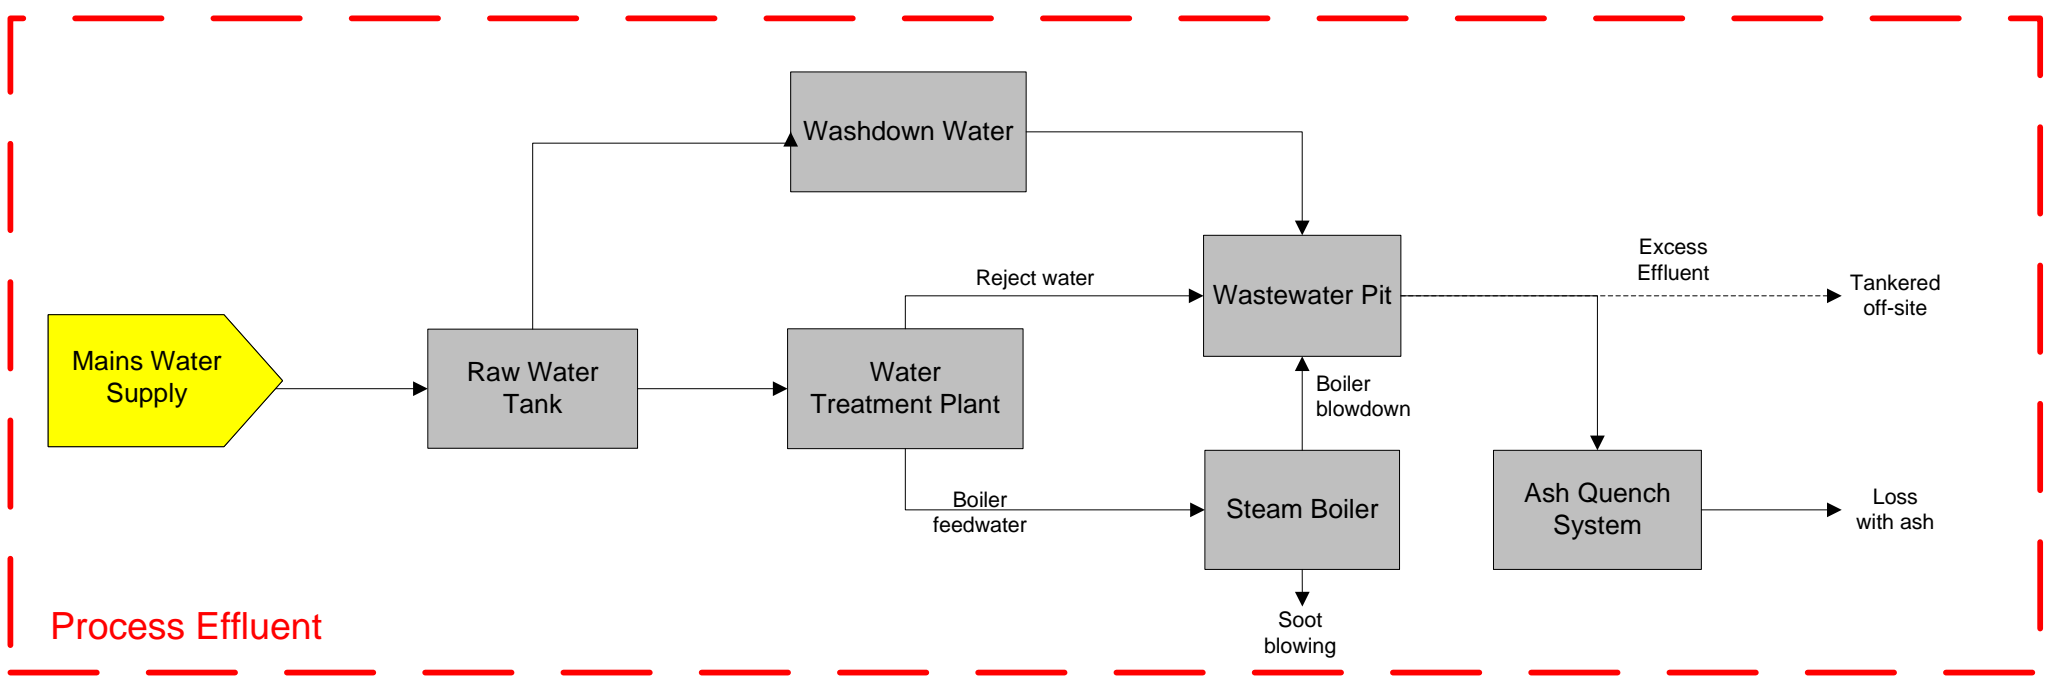 Washdown Water
Excess
Effluent
Reject water
Tankered
off-site
Wastewater Pit
Mains Water
Supply
Raw Water
Tank
Water
Treatment Plant
Boiler
blowdown
Boiler
feedwater
Steam Boiler
Ash Quench
System
Loss
with ash
Soot
blowing
Process Effluent